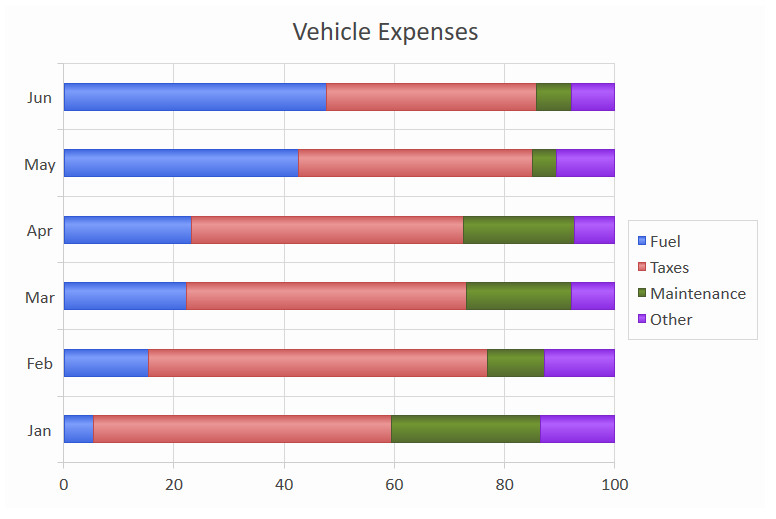 Vehicle Expenses
Jun
May
Apr
Mar
Feb
Jan
0 20 40 60 80 100
Fuel
Taxes
Maintenance
Other